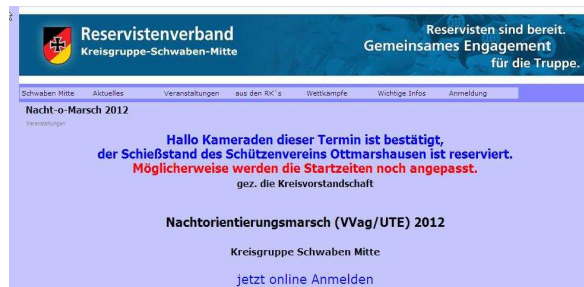 Reservistenverband
Kreisgruppe-Schwaben-Mitte
Reservisten sind bereit.
Gemeinsames Engagement
für die Truppe.
Schwaben Mitte Aktuelles Veranstaltungen aus den RK`s Wettkämpfe Wichtige Infos Anmeldung
Nacht-o-Marsch 2012
Veranstaltungen
Hallo Kameraden dieser Termin ist bestätigt,
der Schießstand des Schützenvereins Ottmarshausen ist reserviert.
Möglicherweise werden die Startzeiten noch angepasst.
gez. die Kreisvorstandschaft
Nachtorientierungsmarsch (VVag/UTE) 2012
Kreisgruppe Schwaben Mitte
jetzt online Anmelden